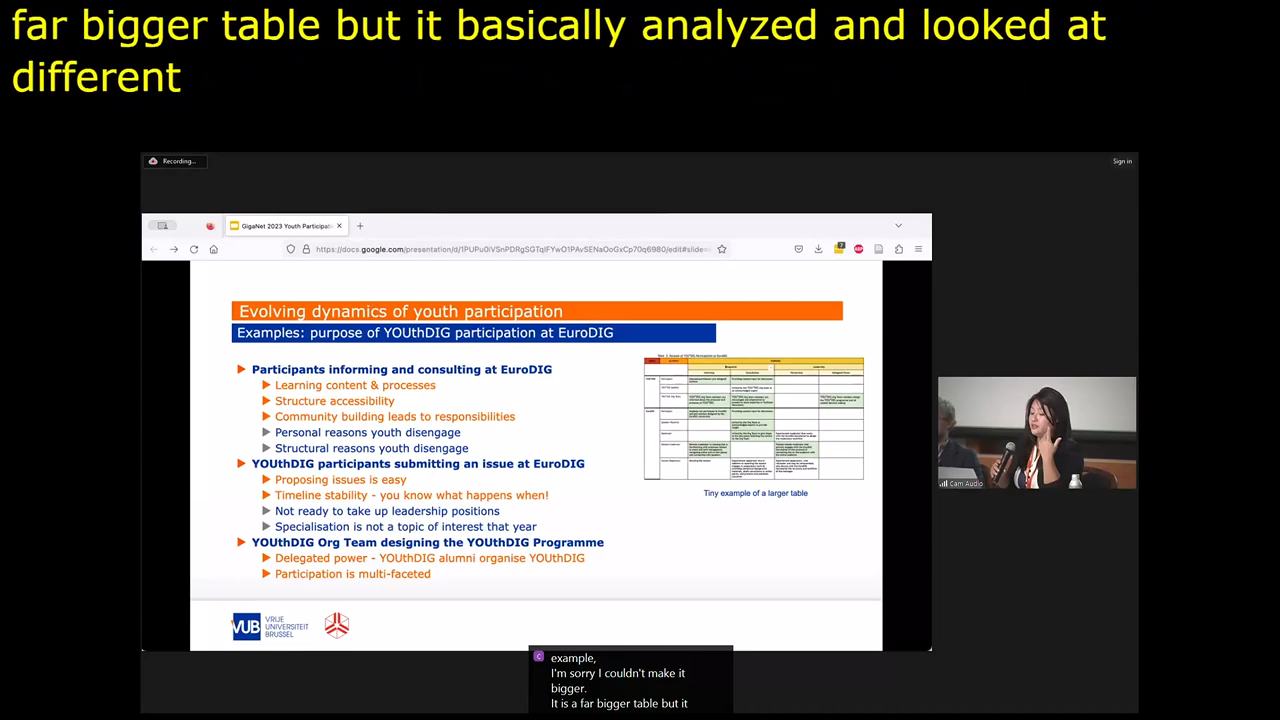 far bigger table but it basically analyzed and looked at
different
Recording...
Sign in
GigaNet 2023 Youth Participat
Evolving dynamics of youth participation
Examples: purpose of YOUthDIG participation at EuroDIG
Participants informing and consulting at EuroDIG
Learning content & processes
Structure accessibility
Community building leads to responsibilities
Personal reasons youth disengage
Structural reasons youth disengage
YOUthDIG participants submitting an issue at EuroDIG
Proposing issues is easy
Timeline stability - you know what happens when!
Not ready to take up leadership positions
Specialisation is not a topic of interest that year
YOUthDIG Org Team designing the YOUthDIG Programme
Delegated power - YOUthDIG alumni organise YOUthDIG
Participation is multi-faceted
Tiny example of a larger table
VUB
VRIJE
UNIVERSITEIT
BRUSSEL
Cam Audio
C
example,
I'm sorry I couldn't make it
bigger.
It is a far bigger table but it